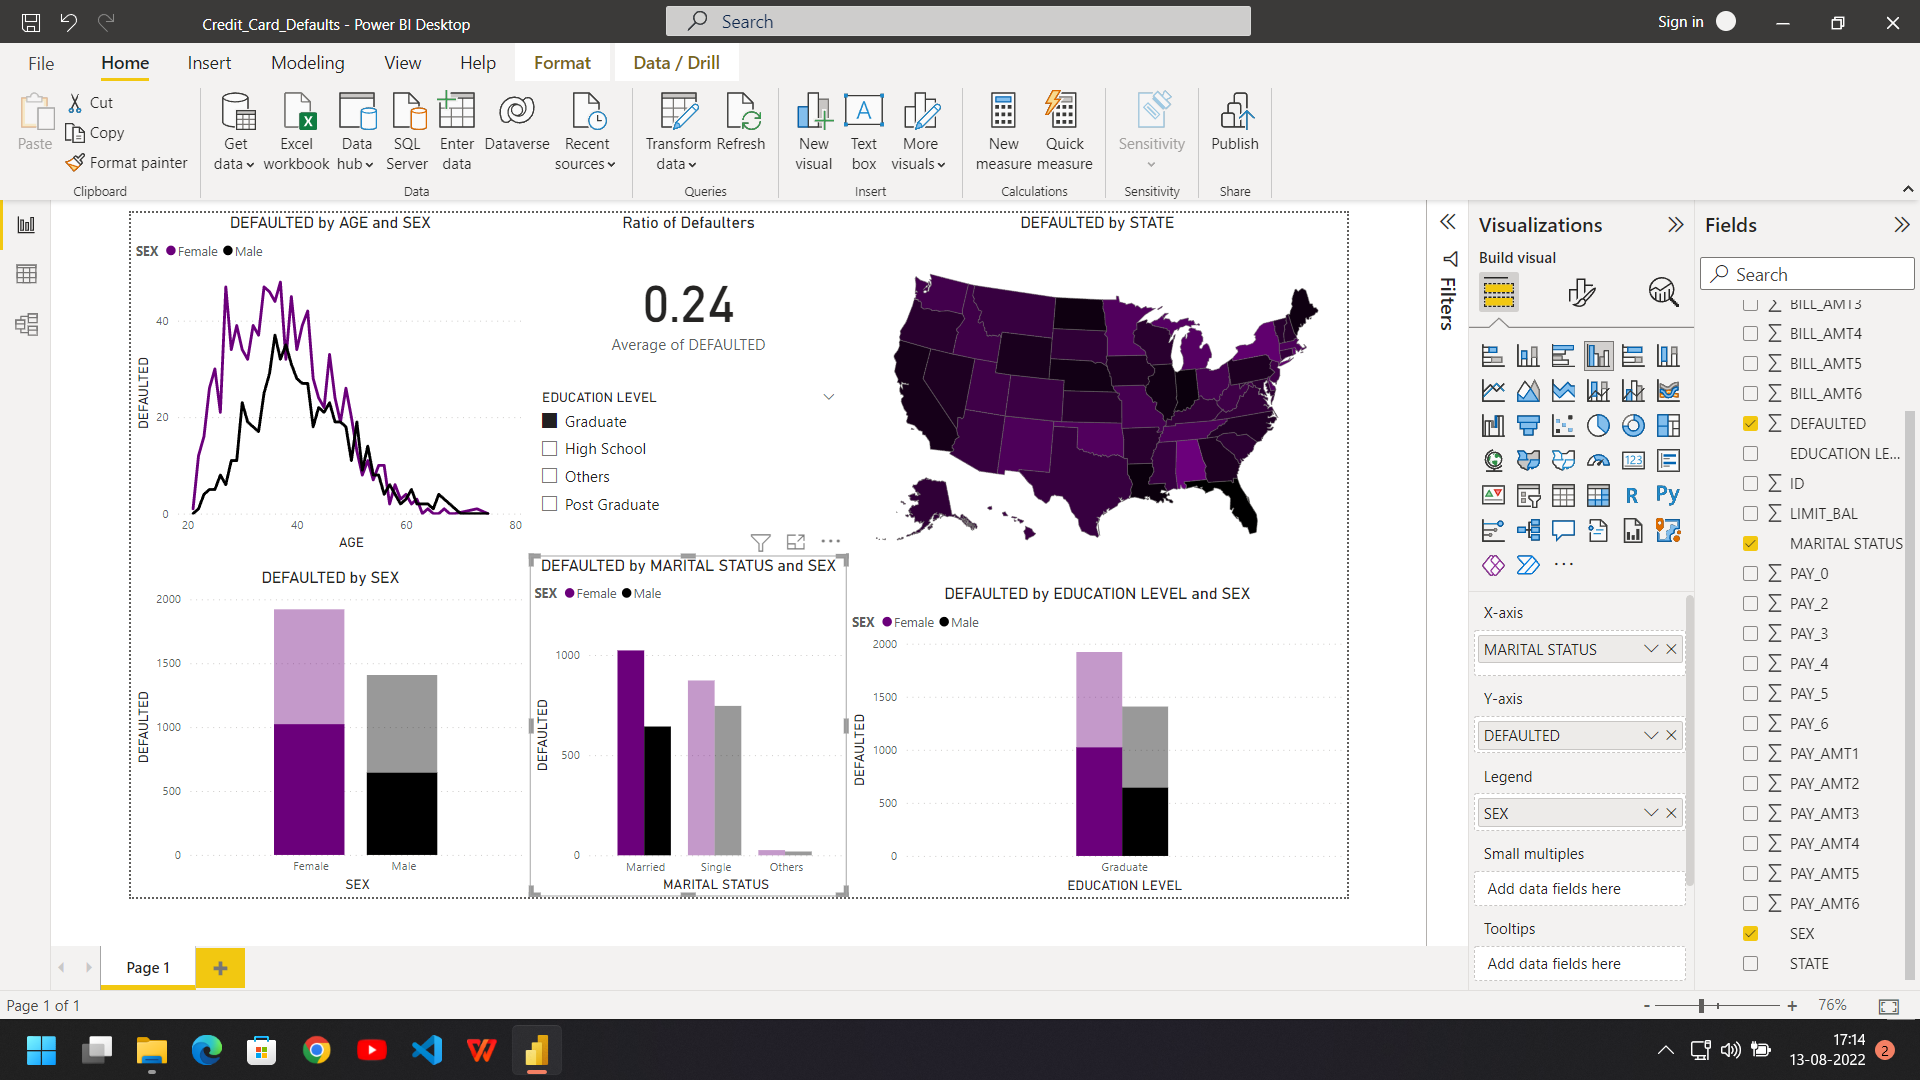 Credit_Card_Defaults - Power BI Desktop
Search
Sign in
File Home Insert Modeling View Help Format Data / Drill
Paste
Cut
Copy
Format painter
Clipboard
Get data
Excel workbook
Data hub
SQL Server
Enter data
Dataverse
Recent sources
Data
Transform data
Refresh
Queries
New visual
Text box
More visuals
Insert
New measure
Quick measure
Calculations
Sensitivity
Sensitivity
Publish
Share
DEFAULTED by AGE and SEX
SEX Female Male
DEFAULTED
40
20
0
20 40 60 80
AGE
Ratio of Defaulters
0.24
Average of DEFAULTED
EDUCATION LEVEL
Graduate
High School
Others
Post Graduate
DEFAULTED by STATE
DEFAULTED by SEX
DEFAULTED
2000
1500
1000
500
0
Female Male
SEX
DEFAULTED by MARITAL STATUS and SEX
SEX Female Male
DEFAULTED
1000
500
0
Married Single Others
MARITAL STATUS
DEFAULTED by EDUCATION LEVEL and SEX
SEX Female Male
DEFAULTED
2000
1500
1000
500
0
Graduate
EDUCATION LEVEL
Filters
Visualizations
Build visual
123
R
Py
X-axis
MARITAL STATUS
Y-axis
DEFAULTED
Legend
SEX
Small multiples
Add data fields here
Tooltips
Add data fields here
Fields
Search
BILL_AMT3
BILL_AMT4
BILL_AMT5
BILL_AMT6
DEFAULTED
EDUCATION LE...
ID
LIMIT_BAL
MARITAL STATUS
PAY_0
PAY_2
PAY_3
PAY_4
PAY_5
PAY_6
PAY_AMT1
PAY_AMT2
PAY_AMT3
PAY_AMT4
PAY_AMT5
PAY_AMT6
SEX
STATE
Page 1
Page 1 of 1
- + 76%
17:14
13-08-2022
2